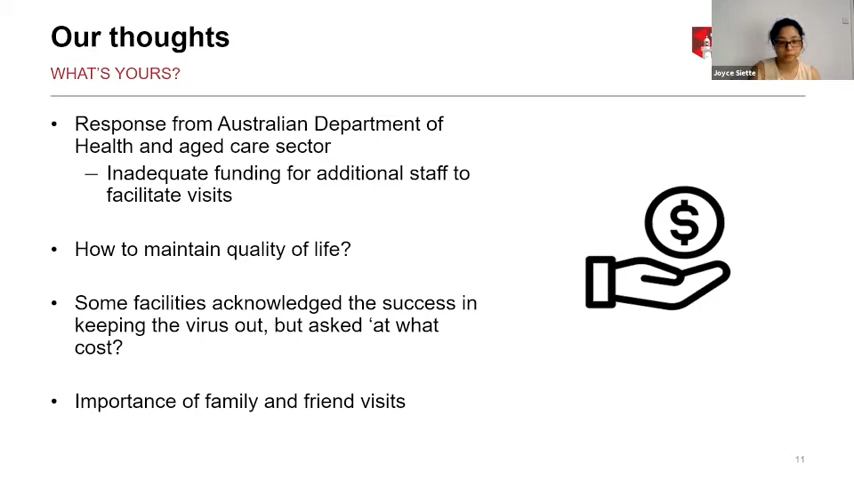 Our thoughts
WHAT'S YOURS?
Joyce Siette
• Response from Australian Department of
Health and aged care sector
– Inadequate funding for additional staff to
facilitate visits
• How to maintain quality of life?
• Some facilities acknowledged the success in
keeping the virus out, but asked ‘at what
cost?
• Importance of family and friend visits
$
11